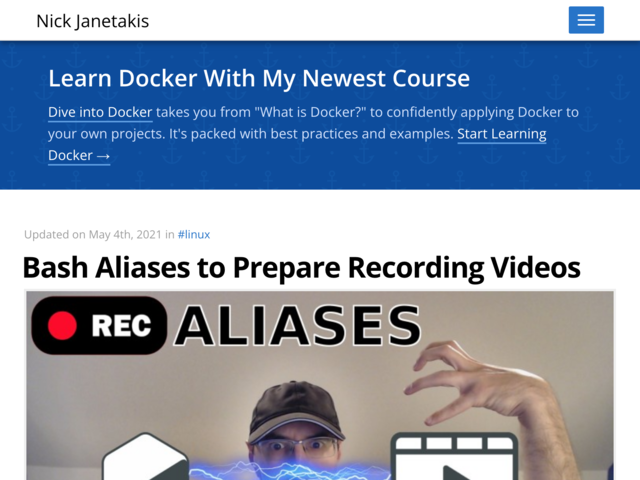 Nick Janetakis
Learn Docker With My Newest Course
Dive into Docker takes you from "What is Docker?" to confidently applying Docker to
your own projects. It's packed with best practices and examples. Start Learning
Docker →
Updated on May 4th, 2021 in #linux
Bash Aliases to Prepare Recording Videos
REC ALIASES